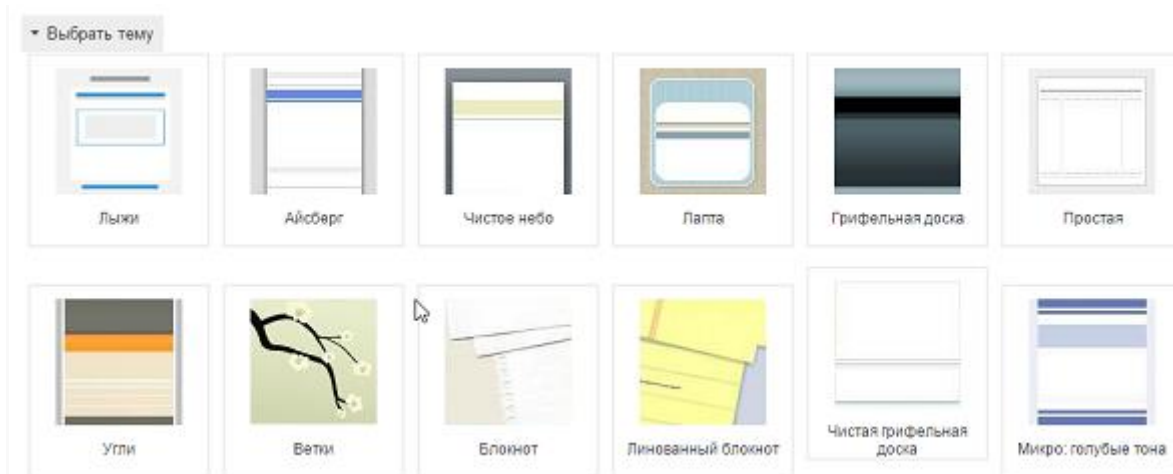 Выбрать тему
Лыжи Айсберг Чистое небо Лапта Грифельная доска Простая
Угли Ветки Блокнот Линованный блокнот Чистая грифельная доска Микро: голубые тона